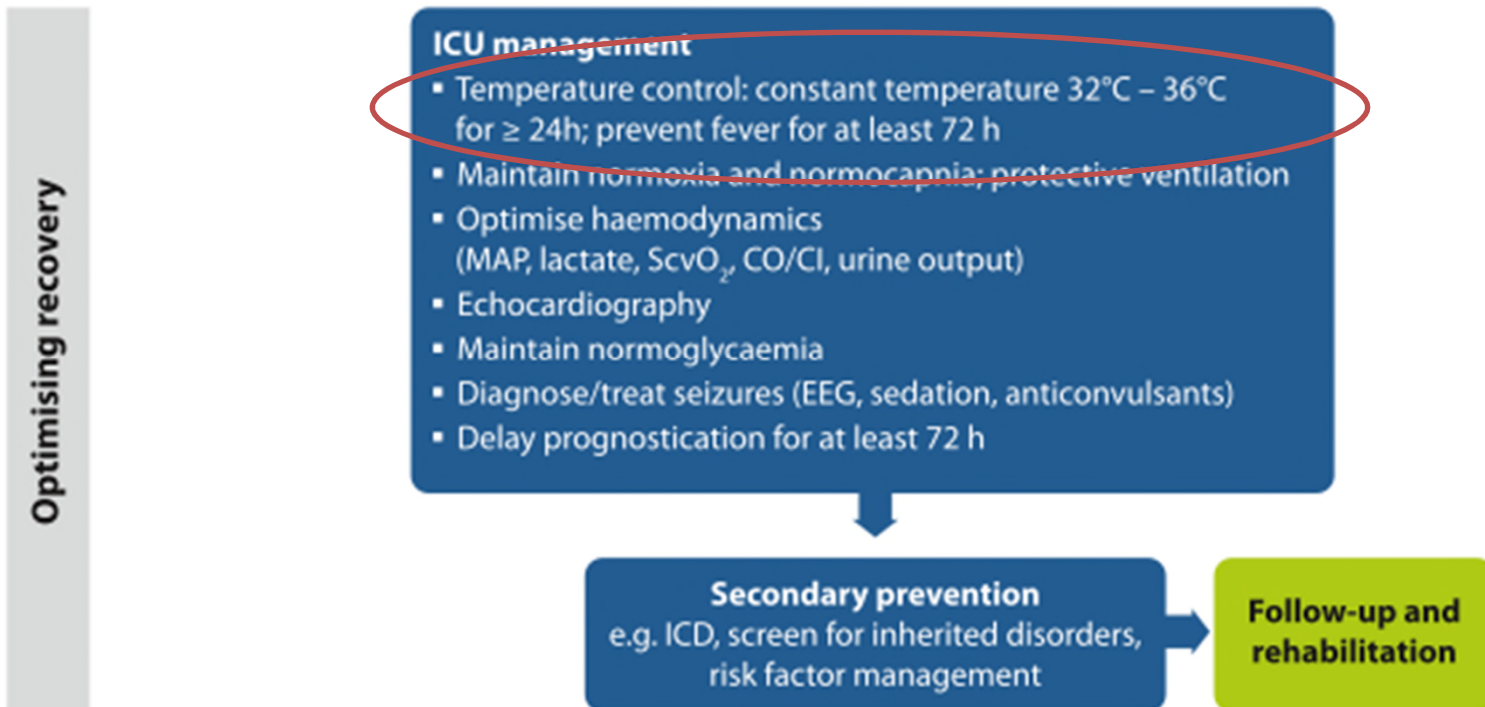 Optimising recovery
ICU management
▪ Temperature control: constant temperature 32°C – 36°C
for ≥ 24h; prevent fever for at least 72 h
▪ Maintain normoxia and normocapnia; protective ventilation
▪ Optimise haemodynamics
(MAP, lactate, ScvO₂, CO/CI, urine output)
▪ Echocardiography
▪ Maintain normoglycaemia
▪ Diagnose/treat seizures (EEG, sedation, anticonvulsants)
▪ Delay prognostication for at least 72 h
Secondary prevention
e.g. ICD, screen for inherited disorders,
risk factor management
Follow-up and
rehabilitation